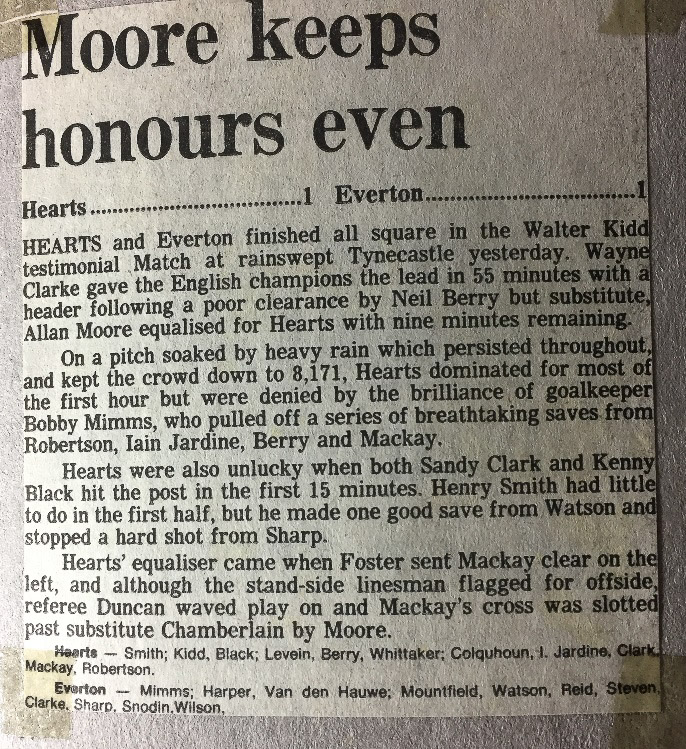 Moore keeps
honours even
Hearts....................................1 Everton....................................1
HEARTS and Everton finished all square in the Walter Kidd
testimonial Match at rainswept Tynecastle yesterday. Wayne
Clarke gave the English champions the lead in 55 minutes with a
header following a poor clearance by Neil Berry but substitute,
Allan Moore equalised for Hearts with nine minutes remaining.
On a pitch soaked by heavy rain which persisted throughout,
and kept the crowd down to 8,171, Hearts dominated for most of
the first hour but were denied by the brilliance of goalkeeper
Bobby Mimms, who pulled off a series of breathtaking saves from
Robertson, Iain Jardine, Berry and Mackay.
Hearts were also unlucky when both Sandy Clark and Kenny
Black hit the post in the first 15 minutes. Henry Smith had little
to do in the first half, but he made one good save from Watson and
stopped a hard shot from Sharp.
Hearts' equaliser came when Foster sent Mackay clear on the
left, and although the stand-side linesman flagged for offside,
referee Duncan waved play on and Mackay's cross was slotted
past substitute Chamberlain by Moore.
Hearts — Smith; Kidd, Black; Levein, Berry, Whittaker; Colquhoun, I. Jardine, Clark,
Mackay, Robertson.
Everton — Mimms; Harper, Van den Hauwe; Mountfield, Watson, Reid, Steven,
Clarke, Sharp, Snodin,Wilson,